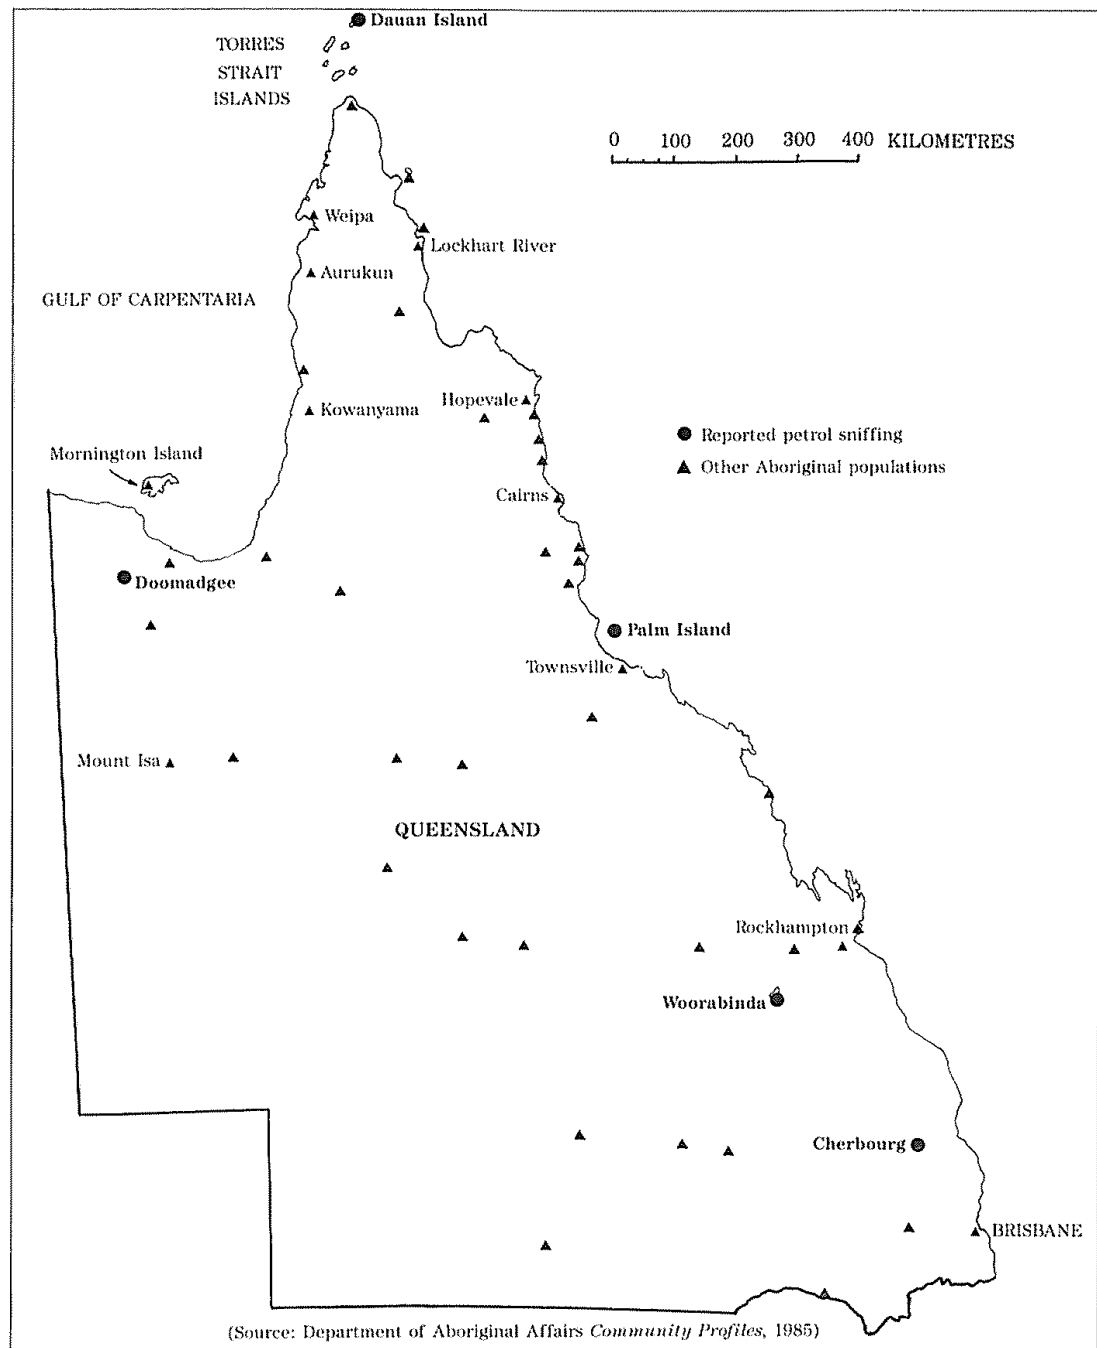 Dauan Island
TORRES
STRAIT
ISLANDS
0 100 200 300 400 KILOMETRES
Weipa
Lockhart River
Aurukun
GULF OF CARPENTARIA
Hopevale
Kowanyama
Reported petrol sniffing
Mornington Island
Other Aboriginal populations
Cairns
Doomadgee
Palm Island
Townsville
Mount Isa
QUEENSLAND
Rockhampton
Woorabinda
Cherbourg
BRISBANE
(Source: Department of Aboriginal Affairs Community Profiles, 1985)